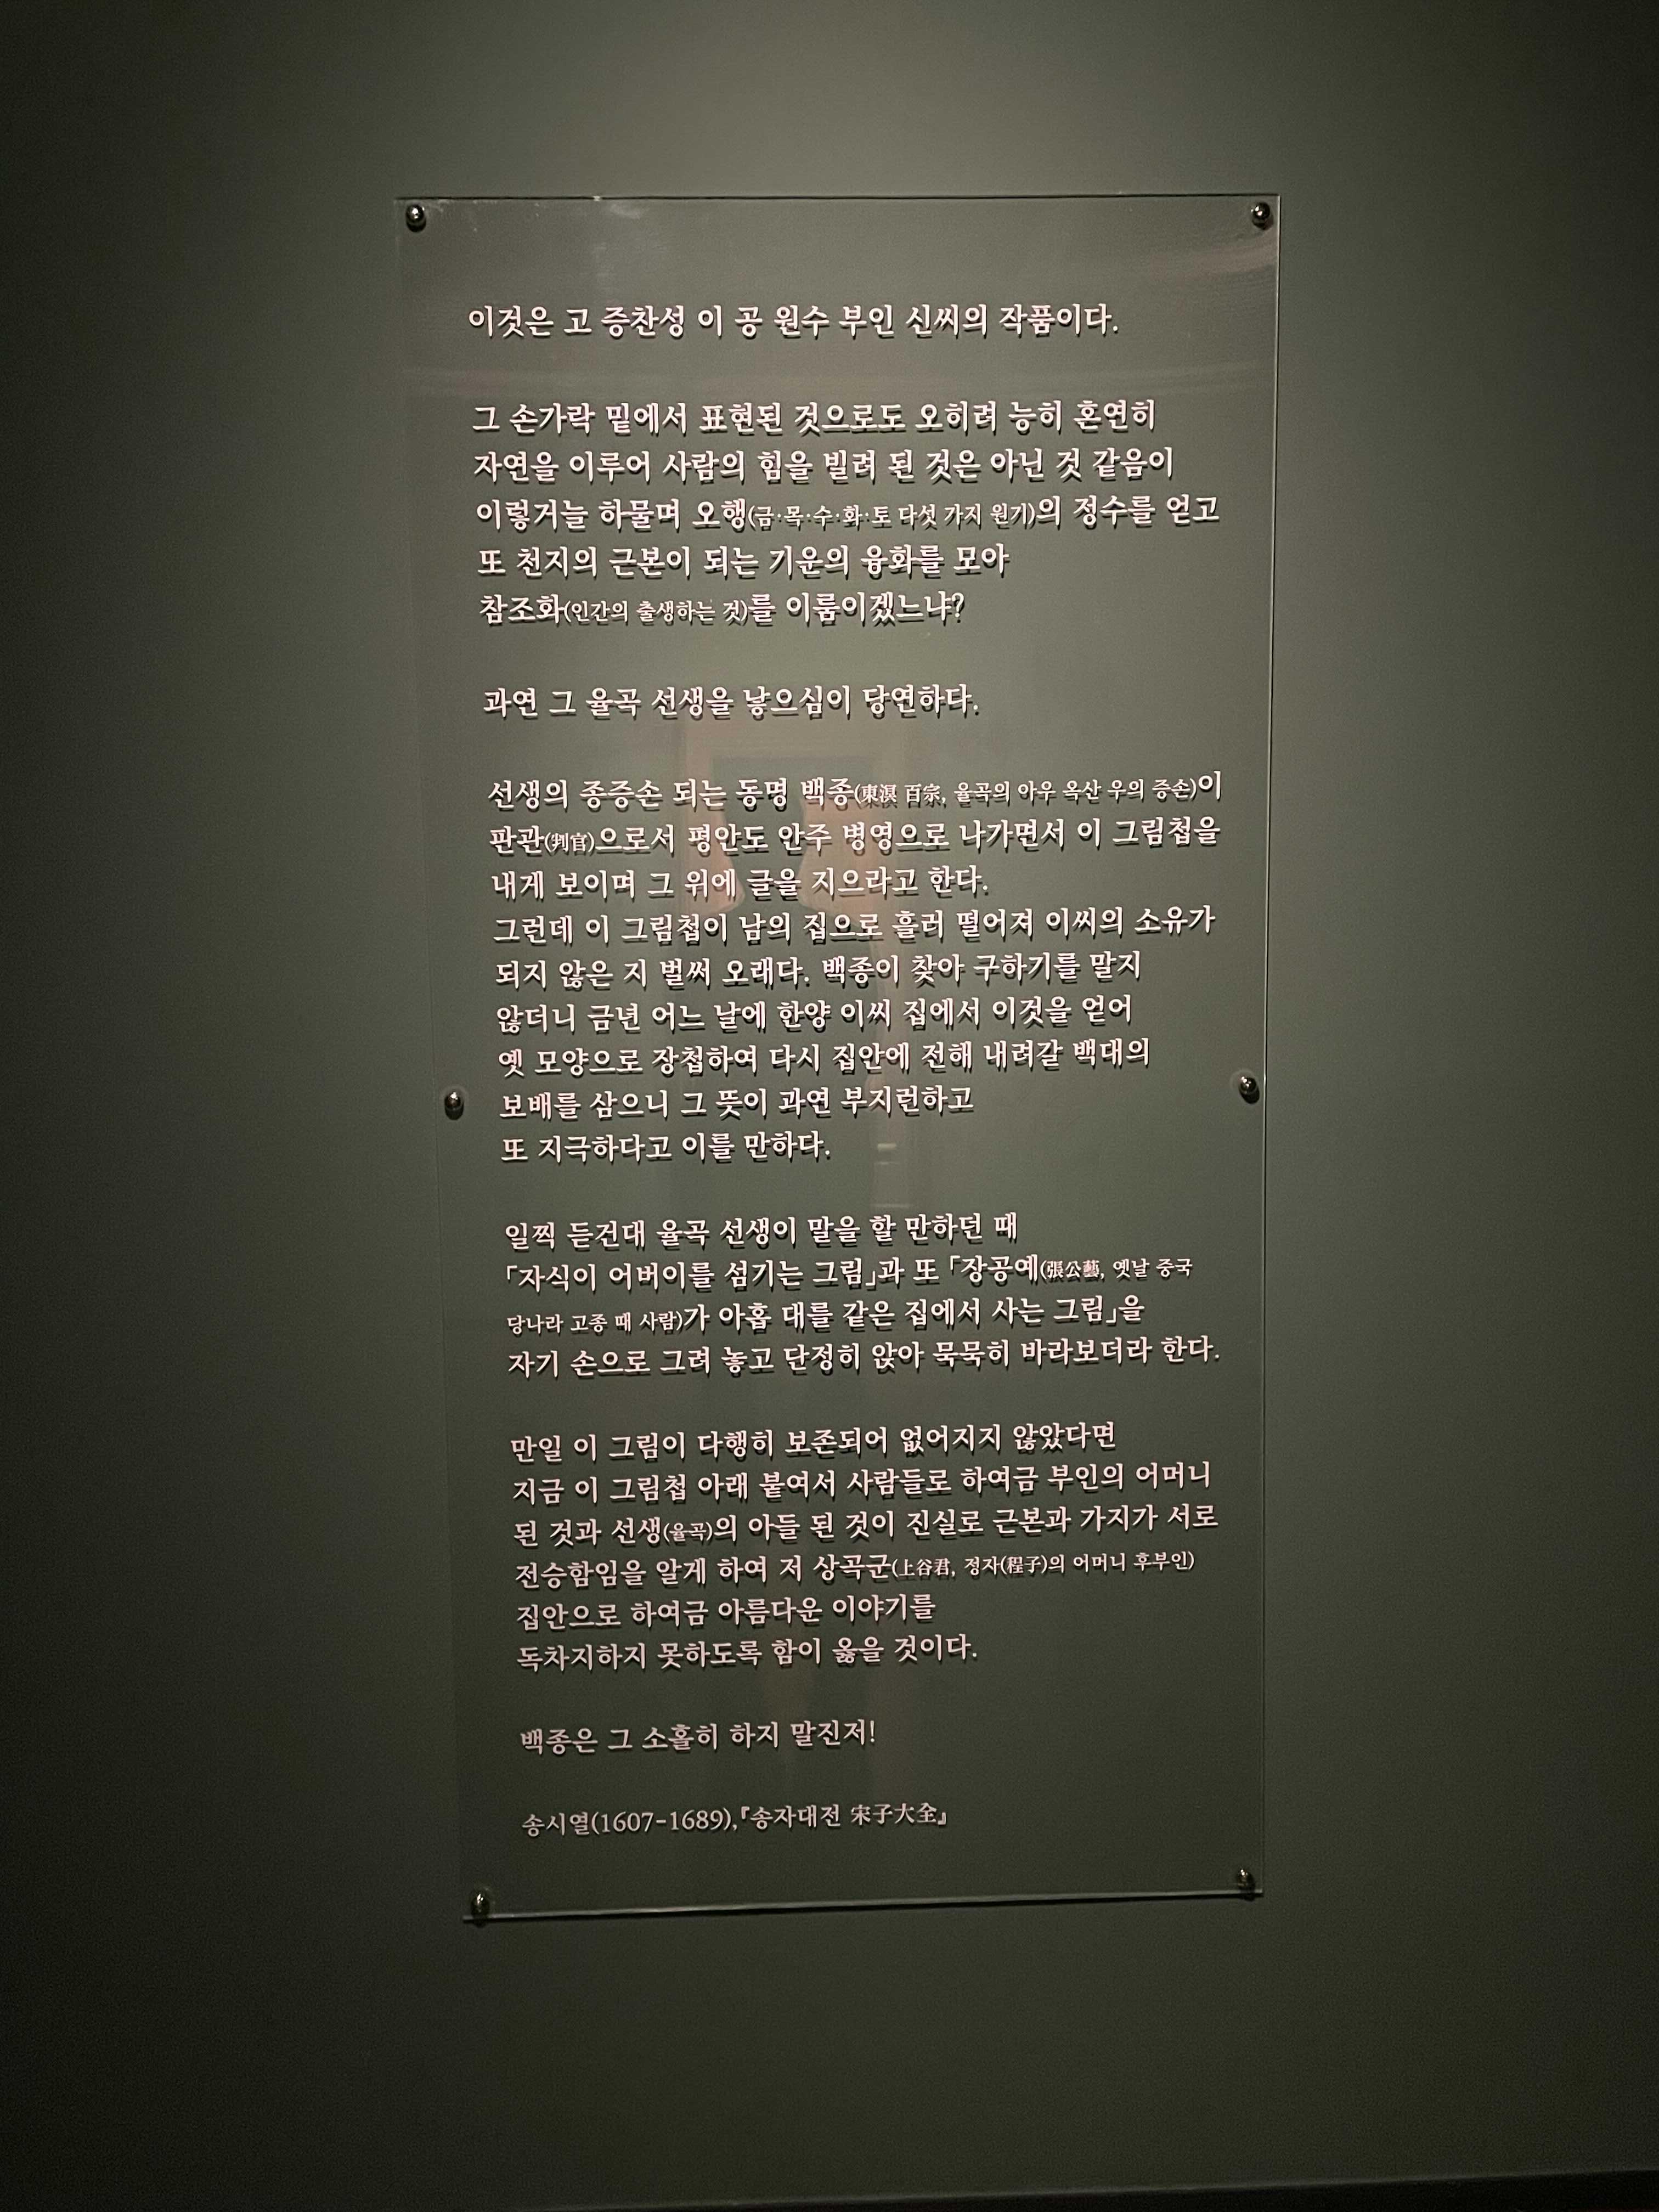 이것은 고 증찬성 이 공 원수 부인 신씨의 작품이다.
그 손가락 밑에서 표현된 것으로도 오히려 능히 혼연히
자연을 이루어 사람의 힘을 빌려 된 것은 아닌 것 같음이
이렇거늘 하물며 오행(금·목·수·화·토 다섯 가지 원기)의 정수를 얻고
또 천지의 근본이 되는 기운의 융화를 모아
참조화(인간의 출생하는 것)를 이룸이겠느냐?
과연 그 율곡 선생을 낳으심이 당연하다.
선생의 종증손 되는 동명 백종(東溟 百宗, 율곡의 아우 옥산 우의 증손)이
판관(判官)으로서 평안도 안주 병영으로 나가면서 이 그림첩을
내게 보이며 그 위에 글을 지으라고 한다.
그런데 이 그림첩이 남의 집으로 흘러 떨어져 이씨의 소유가
되지 않은 지 벌써 오래다. 백종이 찾아 구하기를 말지
않더니 금년 어느 날에 한양 이씨 집에서 이것을 얻어
옛 모양으로 장첩하여 다시 집안에 전해 내려갈 백대의
보배를 삼으니 그 뜻이 과연 부지런하고
또 지극하다고 이를 만하다.
일찍 듣건대 율곡 선생이 말을 할 만하던 때
「자식이 어버이를 섬기는 그림」과 또 「장공예(張公藝, 옛날 중국
당나라 고종 때 사람)가 아홉 대를 같은 집에서 사는 그림」을
자기 손으로 그려 놓고 단정히 앉아 묵묵히 바라보더라 한다.
만일 이 그림이 다행히 보존되어 없어지지 않았다면
지금 이 그림첩 아래 붙여서 사람들로 하여금 부인의 어머니
된 것과 선생(율곡)의 아들 된 것이 진실로 근본과 가지가 서로
전승함임을 알게 하여 저 상곡군(上谷君, 정자(程子)의 어머니 후부인)
집안으로 하여금 아름다운 이야기를
독차지하지 못하도록 함이 옳을 것이다.
백종은 그 소홀히 하지 말진저!
송시열(1607-1689),『송자대전 宋子大全』